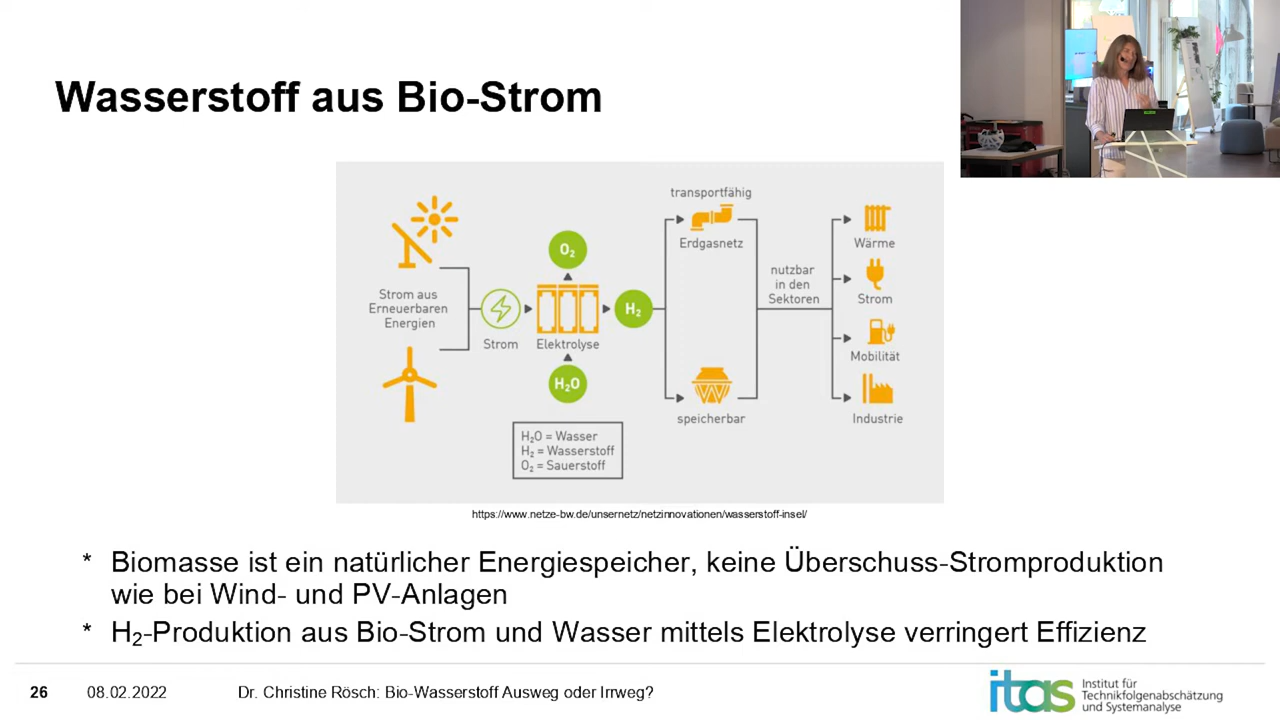 Wasserstoff aus Bio-Strom
transportfähig
Erdgasnetz
Strom aus
Erneuerbaren
Energien
Strom
O₂
Elektrolyse
H₂O
H₂
speicherbar
nutzbar
in den
Sektoren
Wärme
Strom
Mobilität
Industrie
H₂O = Wasser
H₂ = Wasserstoff
O₂ = Sauerstoff
https://www.netze-bw.de/unsernetz/netzinnovationen/wasserstoff-insel/
* Biomasse ist ein natürlicher Energiespeicher, keine Überschuss-Stromproduktion
wie bei Wind- und PV-Anlagen
* H₂-Produktion aus Bio-Strom und Wasser mittels Elektrolyse verringert Effizienz
26 08.02.2022 Dr. Christine Rösch: Bio-Wasserstoff Ausweg oder Irrweg?
itas
Institut für
Technikfolgenabschätzung
und Systemanalyse